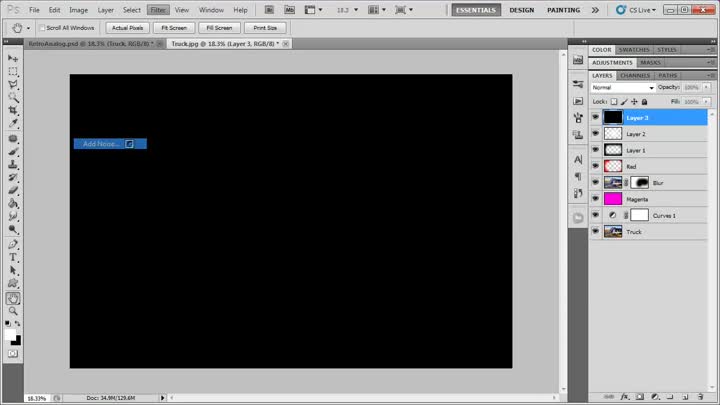 PS File Edit Image Layer Select Filter View Window Help Br Mb 18.3 ESSENTIALS DESIGN PAINTING >> CS Live
Scroll All Windows Actual Pixels Fit Screen Fill Screen Print Size
RetroAnalog.psd @ 18.3% (Truck, RGB/8) * × Truck.jpg @ 18.3% (Layer 3, RGB/8) * ×
COLOR SWATCHES STYLES
ADJUSTMENTS MASKS
LAYERS CHANNELS PATHS
Normal Opacity: 100%
Lock: Fill: 100%
Layer 3
Layer 2
Add Noise...
Layer 1
Red
Blur
Magenta
Curves 1
Truck
18.33% Doc: 34.9M/129.6M